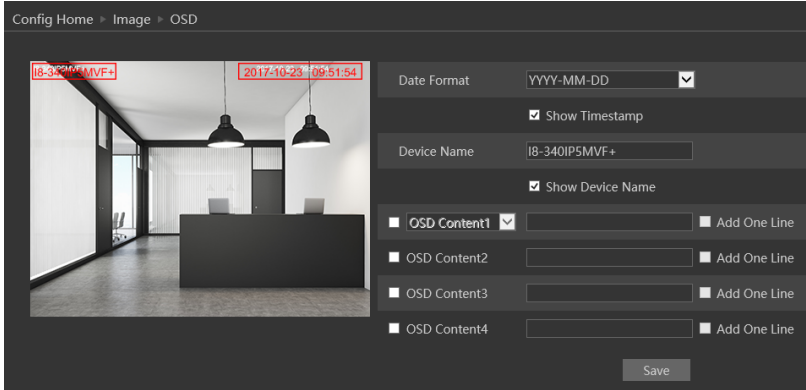 Config Home ▸ Image ▸ OSD
I8-340IP5MVF+
2017-10-23 09:51:54
Date Format
YYYY-MM-DD
Show Timestamp
Device Name
I8-340IP5MVF+
Show Device Name
OSD Content1
Add One Line
OSD Content2
Add One Line
OSD Content3
Add One Line
OSD Content4
Add One Line
Save